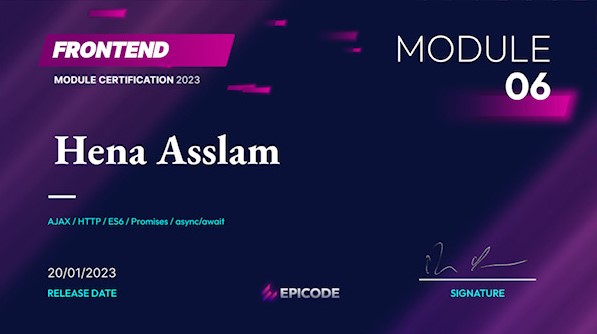 FRONTEND
MODULE CERTIFICATION 2023
MODULE
06
Hena Asslam
AJAX / HTTP / ES6 / Promises / async/await
20/01/2023
RELEASE DATE
EPICODE
SIGNATURE